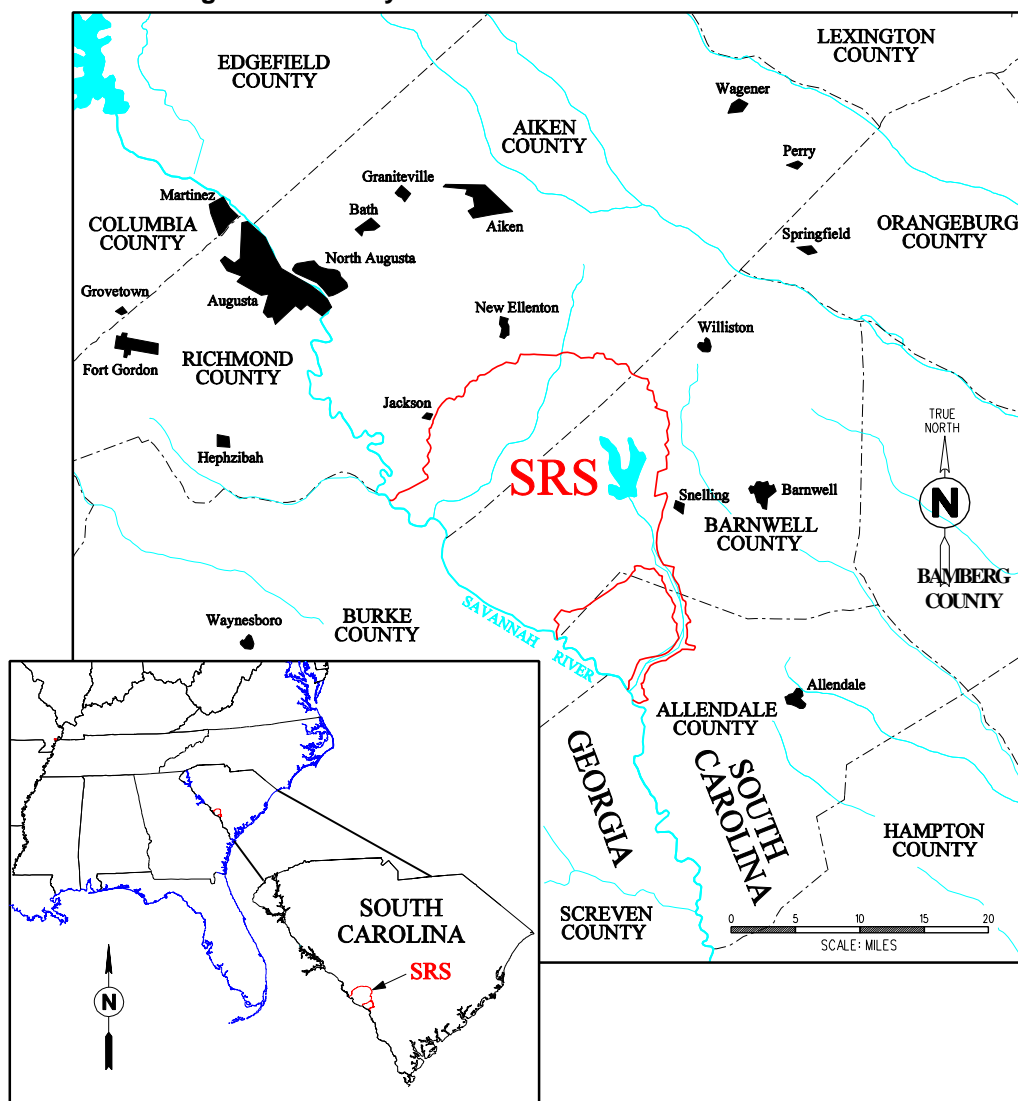 LEXINGTON
COUNTY
EDGEFIELD
COUNTY
Wagener
AIKEN
COUNTY
Perry
Graniteville
Martinez
Bath
Aiken
COLUMBIA
COUNTY
ORANGEBURG
COUNTY
Springfield
North Augusta
Grovetown
Augusta
New Ellenton
Williston
RICHMOND
COUNTY
Fort Gordon
Jackson
TRUE
NORTH
Hephzibah
SRS
Snelling
Barnwell
N
BARNWELL
COUNTY
BAMBERG
COUNTY
SAVANNAH RIVER
Waynesboro
BURKE
COUNTY
Allendale
ALLENDALE
COUNTY
GEORGIA
SOUTH
CAROLINA
HAMPTON
COUNTY
SCREVEN
COUNTY
0 5 10 15 20
SCALE: MILES
SOUTH
CAROLINA
SRS
N